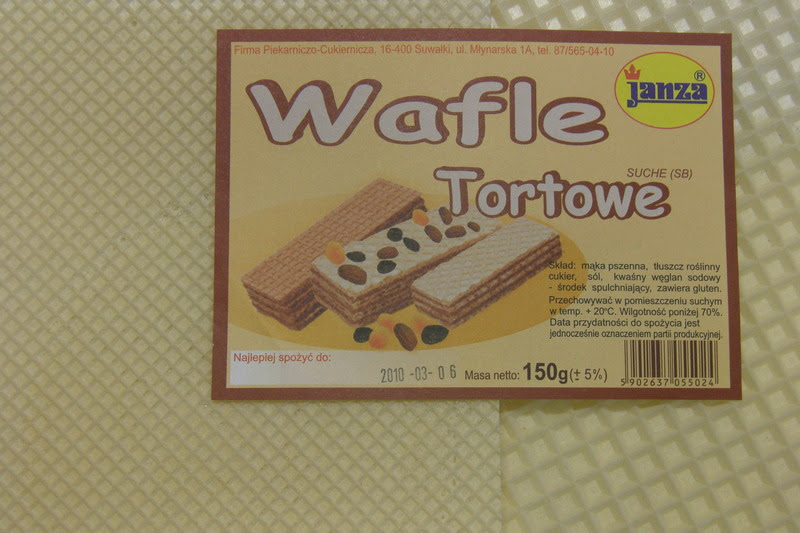 Firma Piekarniczo-Cukiernicza, 16-400 Suwałki, ul. Młynarska 1A, tel. 87/565-04-10
janza®
Wafle
SUCHE (SB)
Tortowe
Skład: mąka pszenna, tłuszcz roślinny
cukier, sól, kwaśny węglan sodowy
- środek spulchniający, zawiera gluten.
Przechowywać w pomieszczeniu suchym
w temp. + 20°C. Wilgotność poniżej 70%.
Data przydatności do spożycia jest
jednocześnie oznaczeniem partii produkcyjnej.
Najlepiej spożyć do:
2010 -03- 06
Masa netto: 150g (± 5%)
5 902637 055024